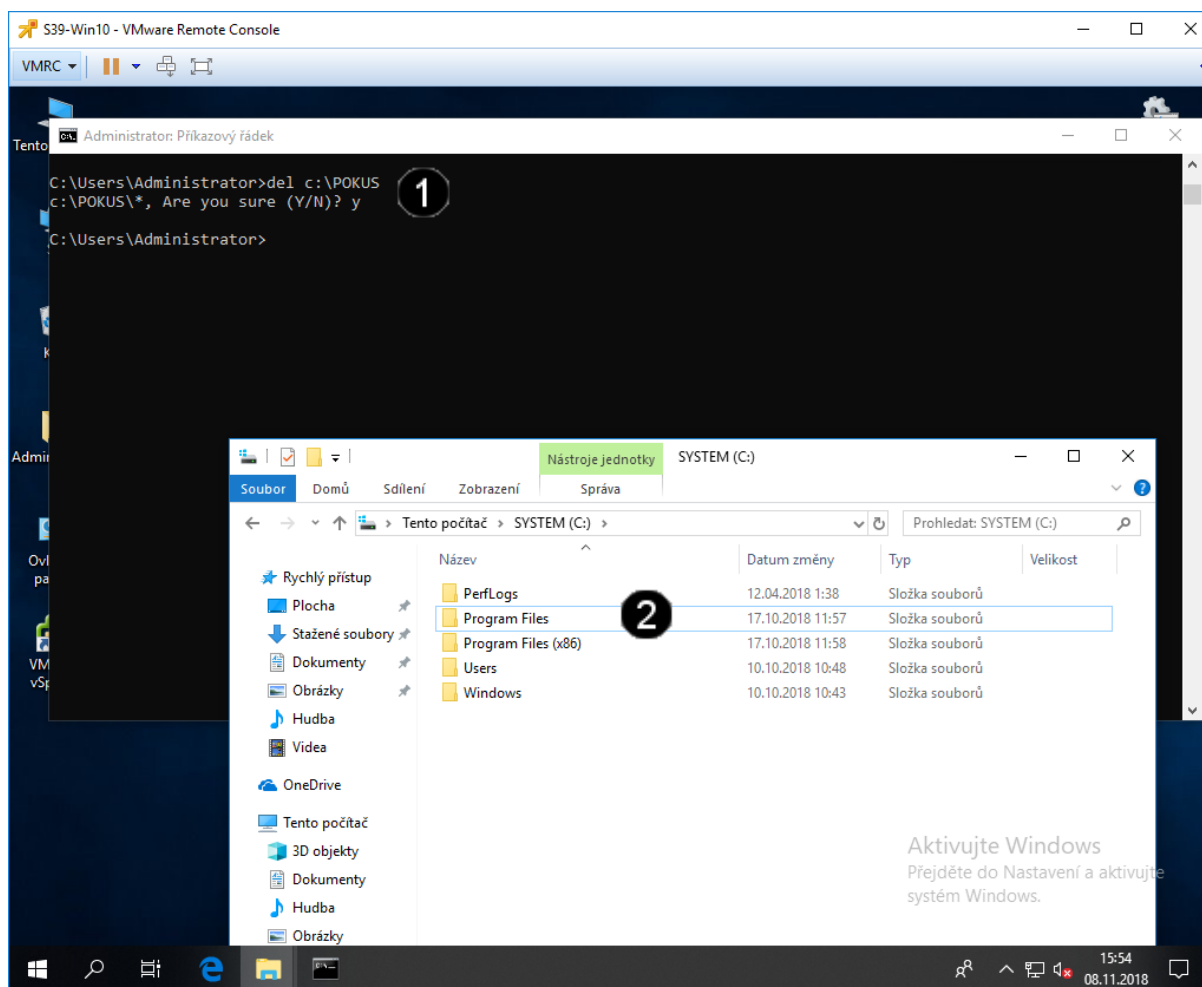 S39-Win10 - VMware Remote Console
VMRC
Tento
Administrator: Příkazový řádek
C:\Users\Administrator>del c:\POKUS
c:\POKUS\*, Are you sure (Y/N)? y
1
C:\Users\Administrator>
K
Admi
Ovl
pa
VM
vSp
Nástroje jednotky
SYSTEM (C:)
Soubor
Domů
Sdílení
Zobrazení
Správa
Tento počítač › SYSTEM (C:) ›
Prohledat: SYSTEM (C:)
Název
Datum změny
Typ
Velikost
Rychlý přístup
Plocha
Stažené soubory
Dokumenty
Obrázky
Hudba
Videa
OneDrive
Tento počítač
3D objekty
Dokumenty
Hudba
Obrázky
PerfLogs 12.04.2018 1:38 Složka souborů
Program Files 17.10.2018 11:57 Složka souborů
2
Program Files (x86) 17.10.2018 11:58 Složka souborů
Users 10.10.2018 10:48 Složka souborů
Windows 10.10.2018 10:43 Složka souborů
Aktivujte Windows
Přejděte do Nastavení a aktivujte
systém Windows.
15:54
08.11.2018